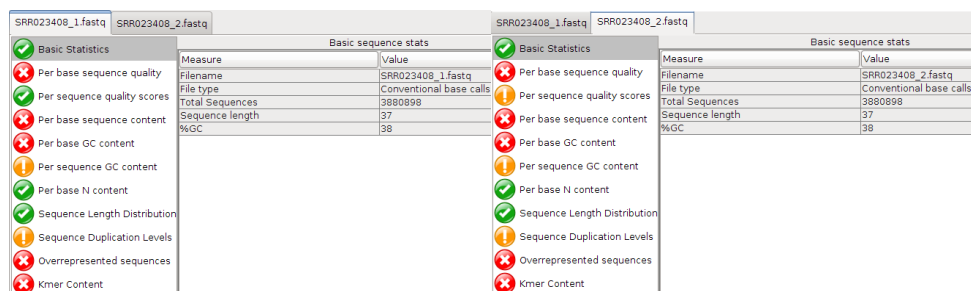 SRR023408_1.fastq SRR023408_2.fastq
Basic Statistics
Per base sequence quality
Per sequence quality scores
Per base sequence content
Per base GC content
Per sequence GC content
Per base N content
Sequence Length Distribution
Sequence Duplication Levels
Overrepresented sequences
Kmer Content
Basic sequence stats
Measure Value
Filename SRR023408_1.fastq
File type Conventional base calls
Total Sequences 3880898
Sequence length 37
%GC 38
SRR023408_1.fastq SRR023408_2.fastq
Basic Statistics
Per base sequence quality
Per sequence quality scores
Per base sequence content
Per base GC content
Per sequence GC content
Per base N content
Sequence Length Distribution
Sequence Duplication Levels
Overrepresented sequences
Kmer Content
Basic sequence stats
Measure Value
Filename SRR023408_2.fastq
File type Conventional base calls
Total Sequences 3880898
Sequence length 37
%GC 38